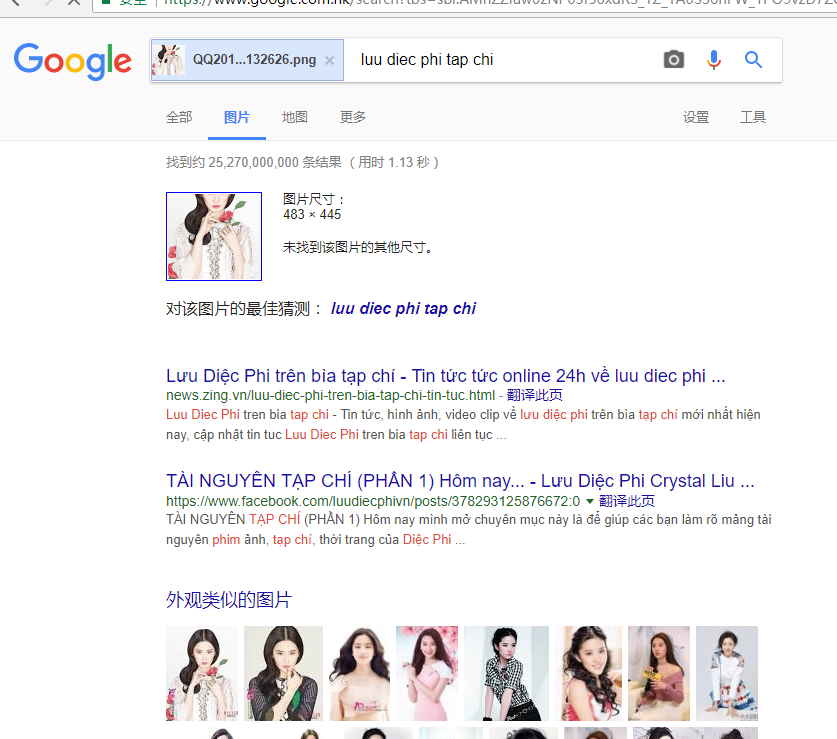 安全 | https://www.google.com.hk/search?tbs=sbi:
Google
QQ201...132626.png × luu diec phi tap chi
全部 图片 地图 更多 设置 工具
找到约 25,270,000,000 条结果 （用时 1.13 秒）
图片尺寸：
483 × 445
未找到该图片的其他尺寸。
对该图片的最佳猜测： luu diec phi tap chi
Lưu Diệc Phi trên bìa tạp chí - Tin tức tức online 24h về luu diec phi ...
news.zing.vn/luu-diec-phi-tren-bia-tap-chi-tin-tuc.html - 翻译此页
Luu Diec Phi tren bia tap chi - Tin tức, hình ảnh, video clip về lưu diệc phi trên bìa tạp chí mới nhất hiện
nay, cập nhật tin tuc Luu Diec Phi tren bia tap chi liên tục ...
TÀI NGUYÊN TẠP CHÍ (PHẦN 1) Hôm nay... - Lưu Diệc Phi Crystal Liu ...
https://www.facebook.com/luudiecphivn/posts/378293125876672:0 ▾ 翻译此页
TÀI NGUYÊN TẠP CHÍ (PHẦN 1) Hôm nay mình mở chuyên mục này là để giúp các bạn làm rõ mảng tài
nguyên phim ảnh, tạp chí, thời trang của Diệc Phi ...
外观类似的图片